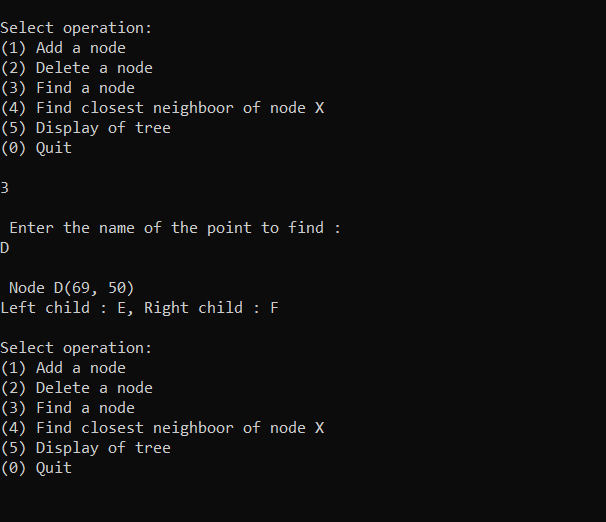 Select operation:
(1) Add a node
(2) Delete a node
(3) Find a node
(4) Find closest neighboor of node X
(5) Display of tree
(0) Quit
3
Enter the name of the point to find :
D
Node D(69, 50)
Left child : E, Right child : F
Select operation:
(1) Add a node
(2) Delete a node
(3) Find a node
(4) Find closest neighboor of node X
(5) Display of tree
(0) Quit